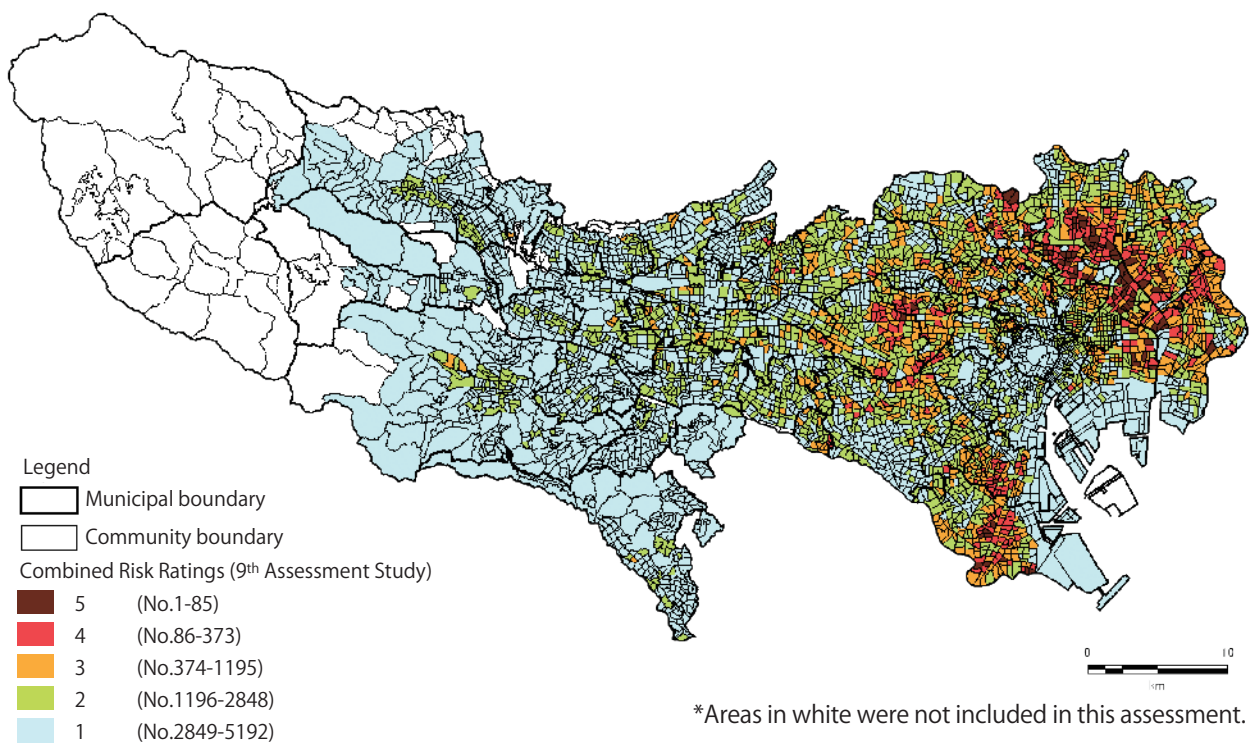 Legend
Municipal boundary
Community boundary
Combined Risk Ratings (9th Assessment Study)
5 (No.1-85)
4 (No.86-373)
3 (No.374-1195)
2 (No.1196-2848)
1 (No.2849-5192)
0 10
km
*Areas in white were not included in this assessment.